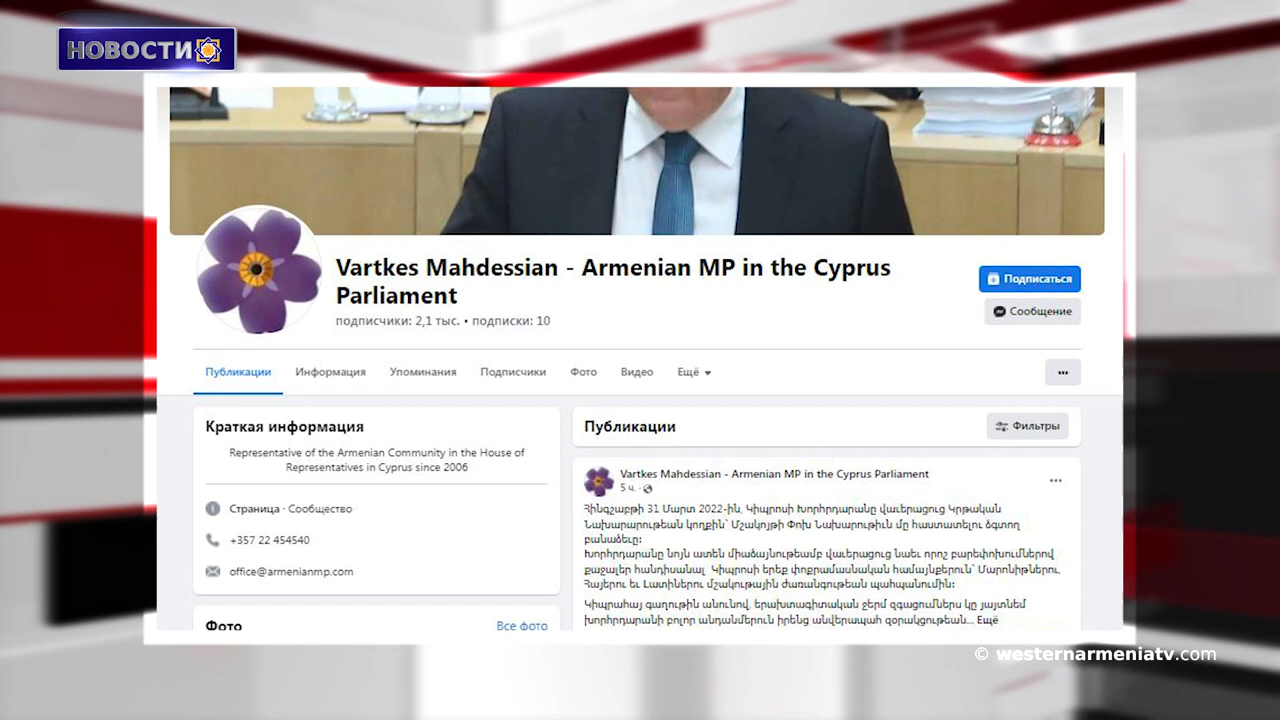 НОВОСТИ
Vartkes Mahdessian - Armenian MP in the Cyprus
Parliament
подписчики: 2,1 тыс. • подписки: 10
Подписаться
Сообщение
Публикации Информация Упоминания Подписчики Фото Видео Ещё
Краткая информация
Representative of the Armenian Community in the House of
Representatives in Cyprus since 2006
Страница · Сообщество
+357 22 454540
office@armenianmp.com
Фото Все фото
Публикации Фильтры
Vartkes Mahdessian - Armenian MP in the Cyprus Parliament
5 ч. ·
Հինգշաբթի 31 Մարտ 2022-ին, Կիպրոսի Խորհրդարանը վաւերացուց Կրթական
Նախարարութեան կողքին՝ Մշակոյթի Փոխ Նախարութիւն մը հաստատելու ձգտող
բանաձեւը։
Խորհրդարանը նոյն ատեն միաձայնութեամբ վաւերացուց նաեւ որոշ բարեփոխումներով
քաջալեր հանդիսանալ Կիպրոսի երեք փոքրամասնական համայնքերուն՝ Մարոնիթներու,
Հայերու եւ Լատիներու մշակութային ժառանգութեան պահպանումին։
Կիպրահայ գաղութին անունով, երախտագիտական ջերմ զգացումներս կը յայտնեմ
խորհրդարանի բոլոր անդամներուն իրենց անվերապահ զօրակցութեան... Ещё
© westernarmeniatv.com